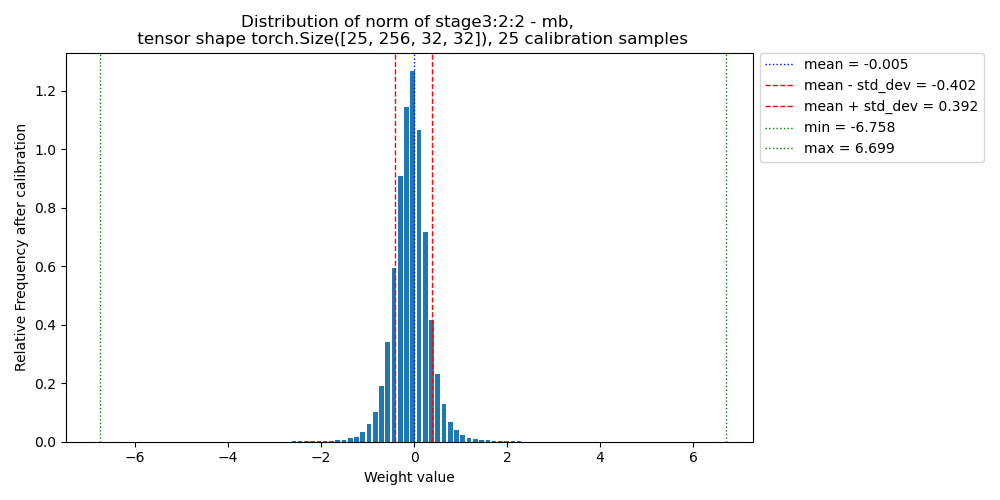 Distribution of norm of stage3:2:2 - mb,
tensor shape torch.Size([25, 256, 32, 32]), 25 calibration samples
mean = -0.005
mean - std_dev = -0.402
mean + std_dev = 0.392
min = -6.758
max = 6.699
Relative Frequency after calibration
1.2
1.0
0.8
0.6
0.4
0.2
0.0
−6
−4
−2
0
2
4
6
Weight value